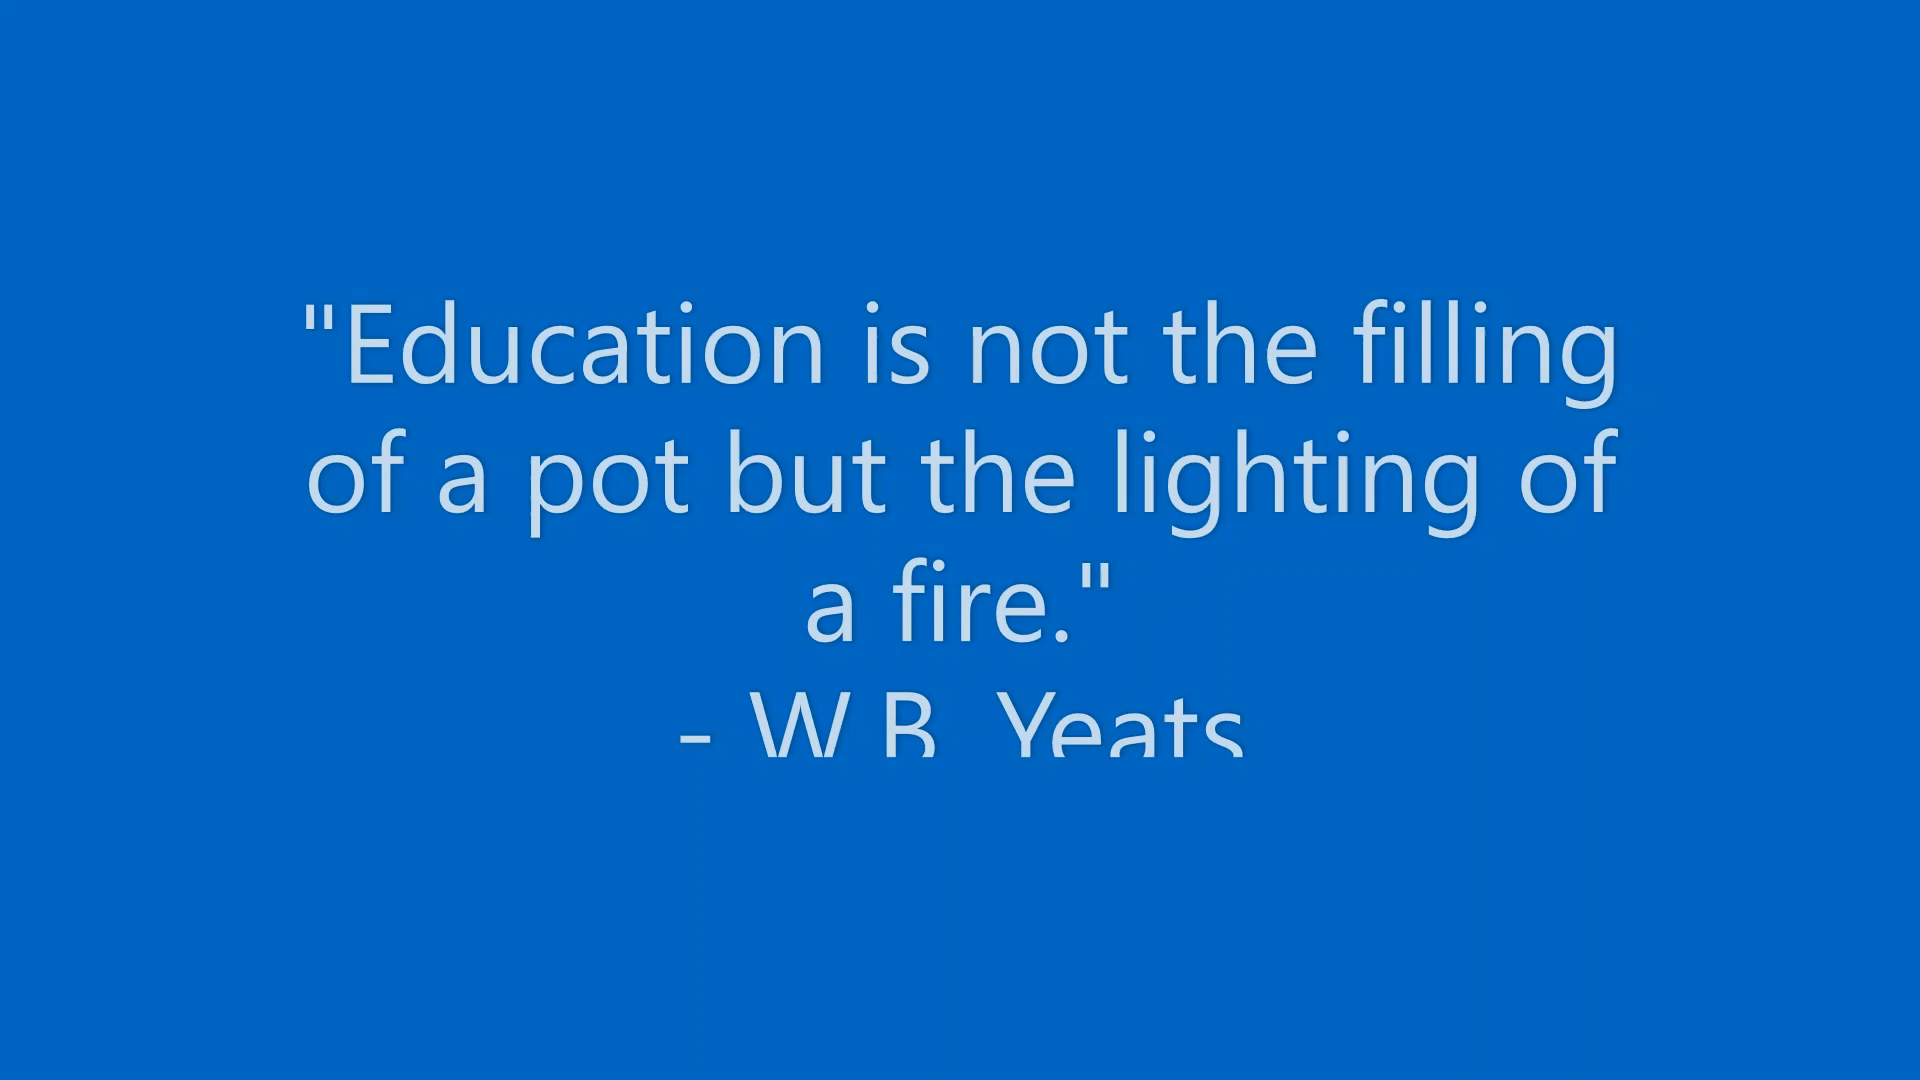 "Education is not the filling
of a pot but the lighting of
a fire."
- W.B. Yeats